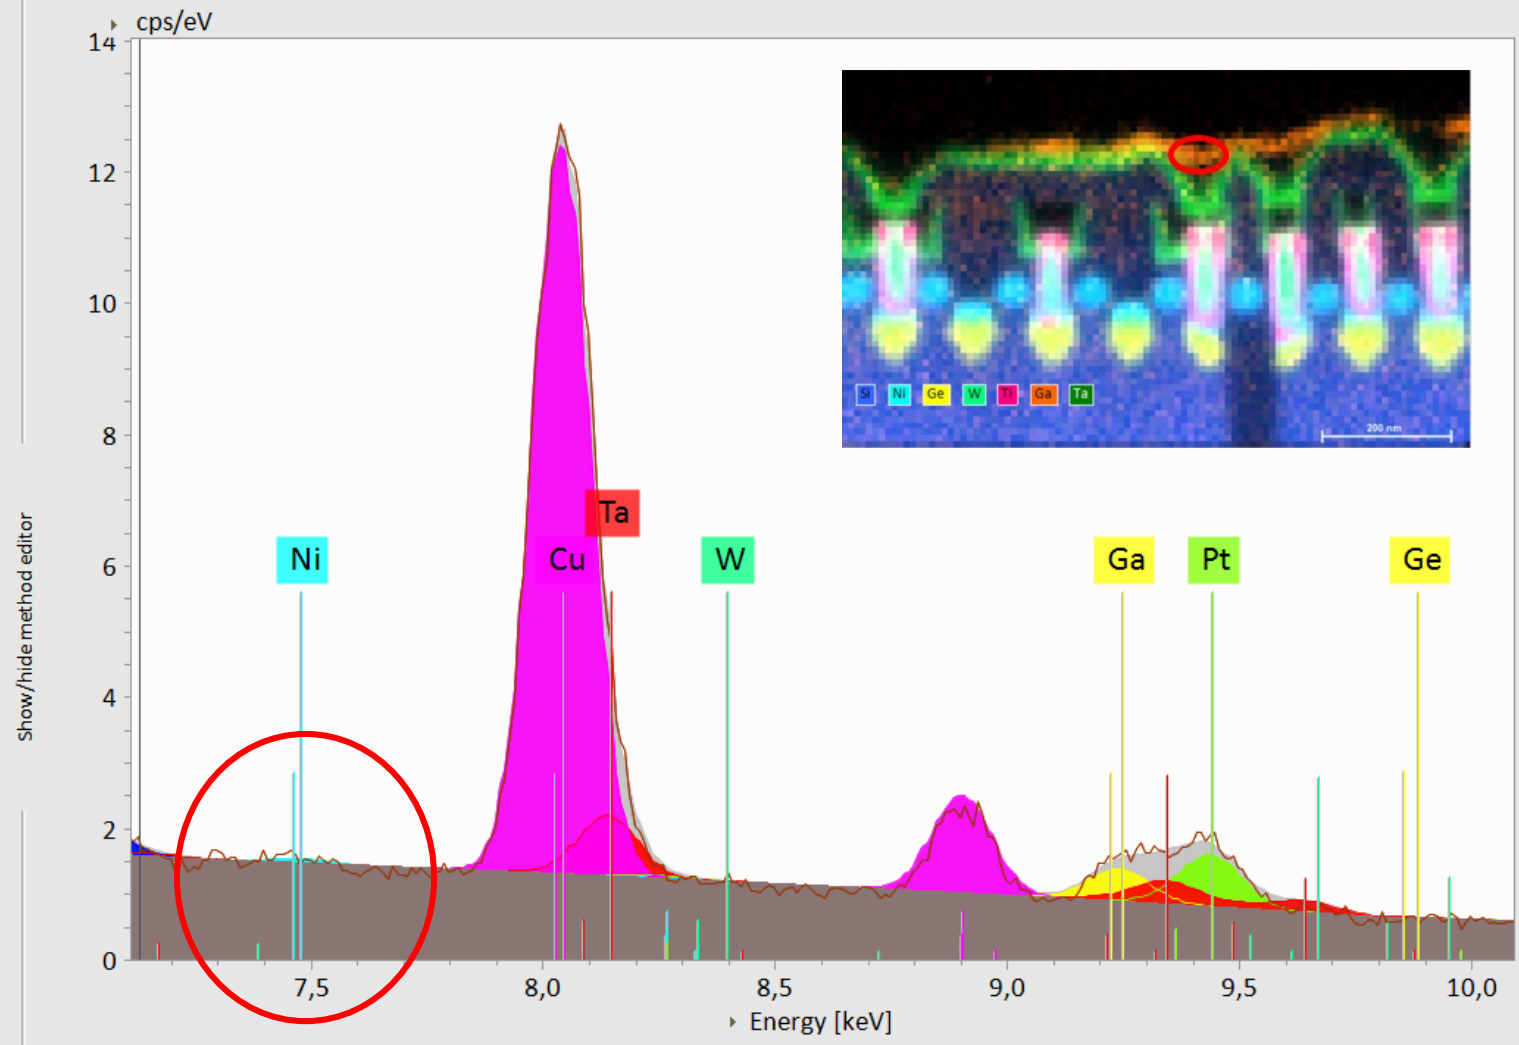 cps/eV
14
12
10
8
6
4
2
0
Show/hide method editor
Ni
Cu
Ta
W
Ga
Pt
Ge
Si Ni Ge W Ti Ga Ta
200 nm
7,5 8,0 8,5 9,0 9,5 10,0
Energy [keV]